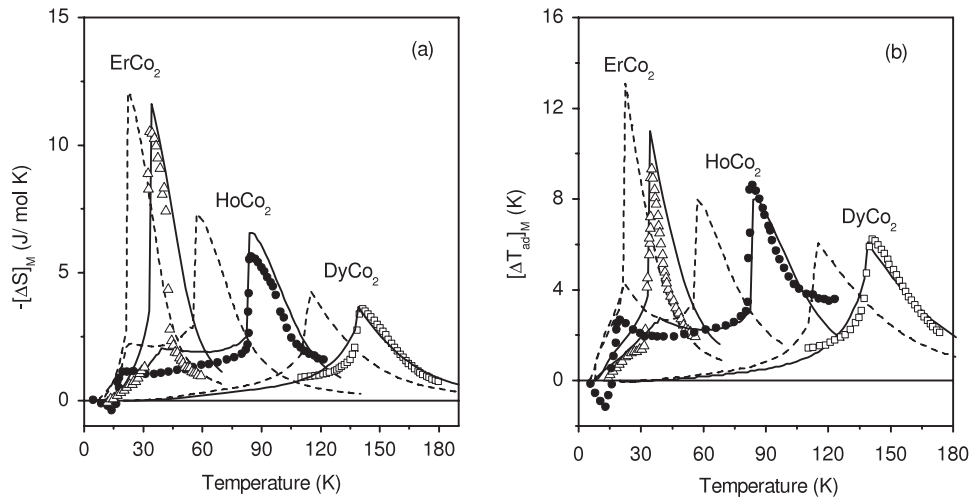 15
10
5
0
0
30
60
90
120
150
180
-[ΔS]M (J/ mol K)
Temperature (K)
(a)
ErCo2
HoCo2
DyCo2
16
12
8
4
0
0
30
60
90
120
150
180
[ΔTad]M (K)
Temperature (K)
(b)
ErCo2
HoCo2
DyCo2